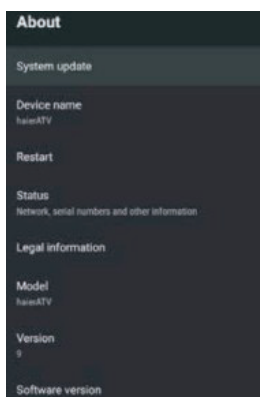 About
System update
Device name
haierATV
Restart
Status
Network, serial numbers and other information
Legal information
Model
haierATV
Version
9
Software version